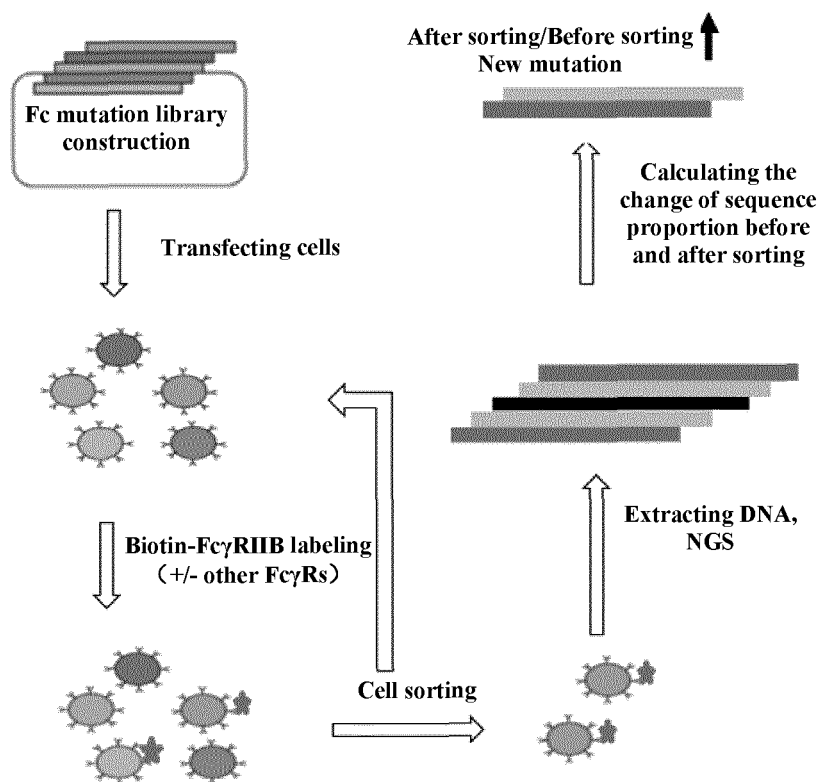 Fc mutation library
construction
Transfecting cells
Biotin-FcγRIIB labeling
（+/- other FcγRs）
Cell sorting
Extracting DNA,
NGS
Calculating the
change of sequence
proportion before
and after sorting
After sorting/Before sorting
New mutation